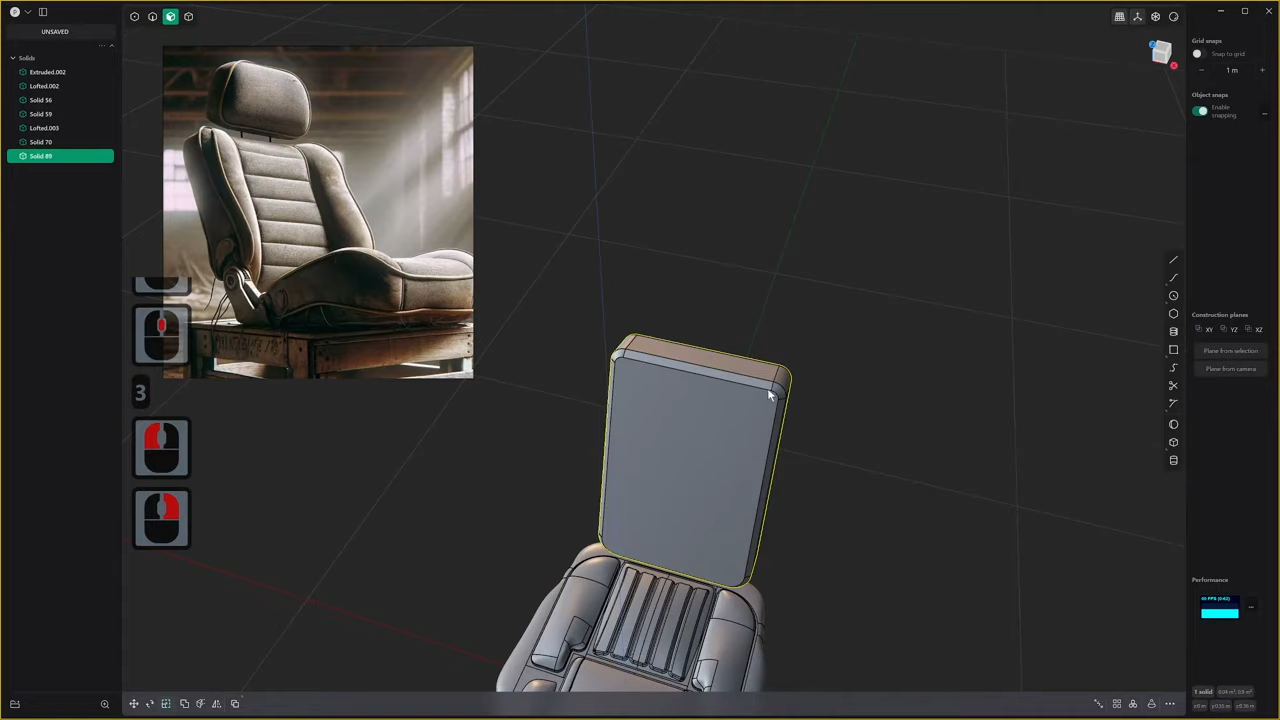 P
UNSAVED
Solids
Extruded.002
Lofted.002
Solid 56
Solid 59
Lofted.003
Solid 70
Solid 89
3
Grid snaps
Snap to grid
1 m
Object snaps
Enable
snapping
Construction planes
XY YZ XZ
Plane from selection
Plane from camera
Performance
1 solid